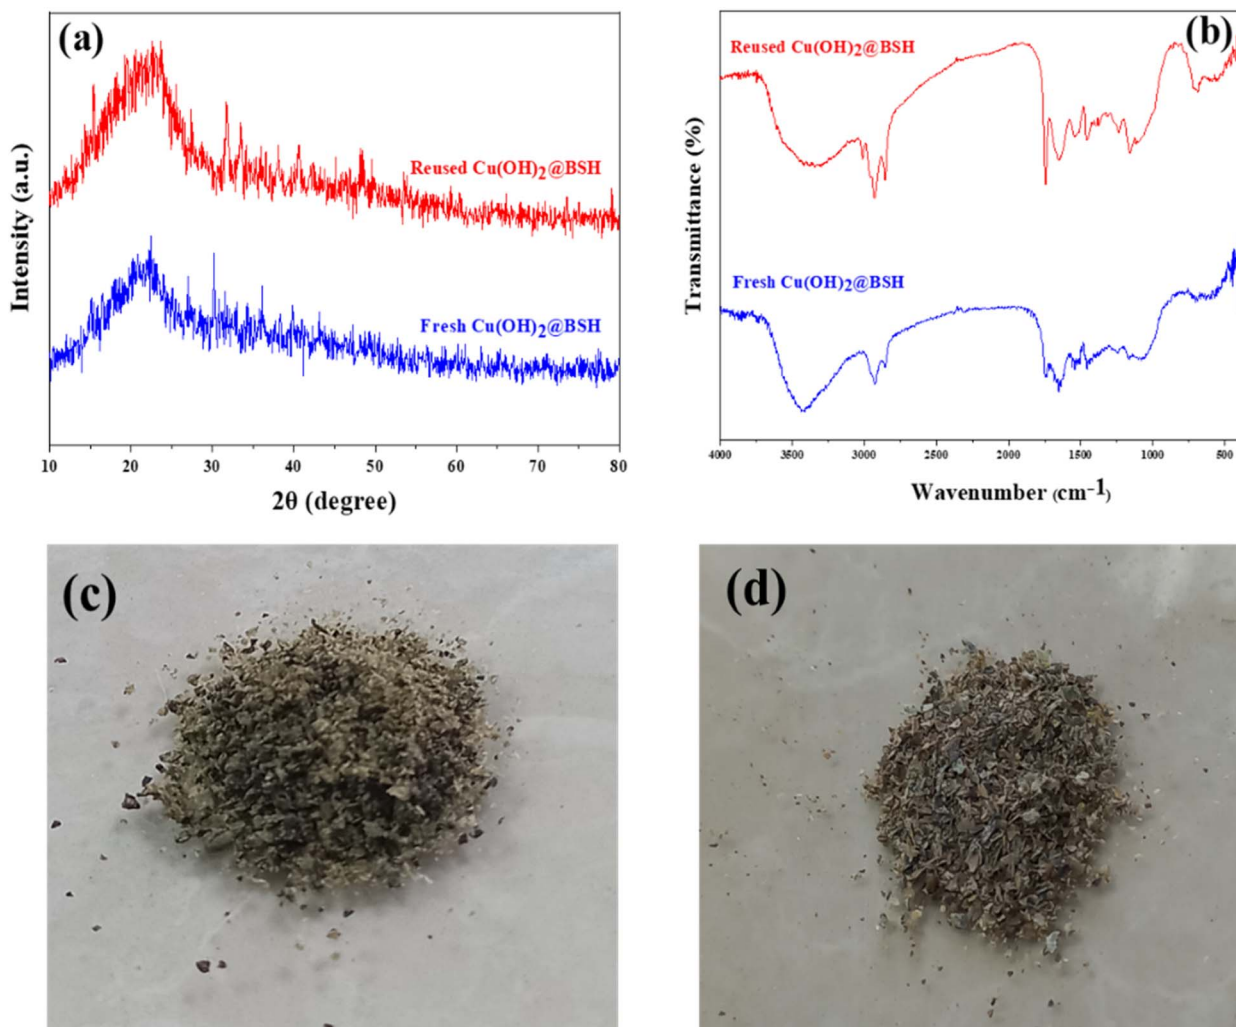 (a)
Intensity (a.u.)
Reused Cu(OH)2@BSH
Fresh Cu(OH)2@BSH
10 20 30 40 50 60 70 80
2θ (degree)
(b)
Transmittance (%)
Reused Cu(OH)2@BSH
Fresh Cu(OH)2@BSH
4000 3500 3000 2500 2000 1500 1000 500
Wavenumber (cm-1)
(c)
(d)